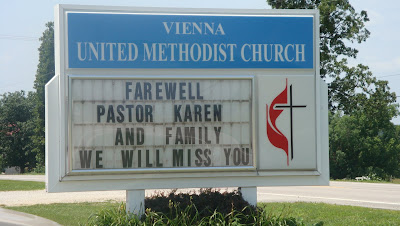 VIENNA
UNITED METHODIST CHURCH
FAREWELL
PASTOR KAREN
AND FAMILY
WE WILL MISS YOU